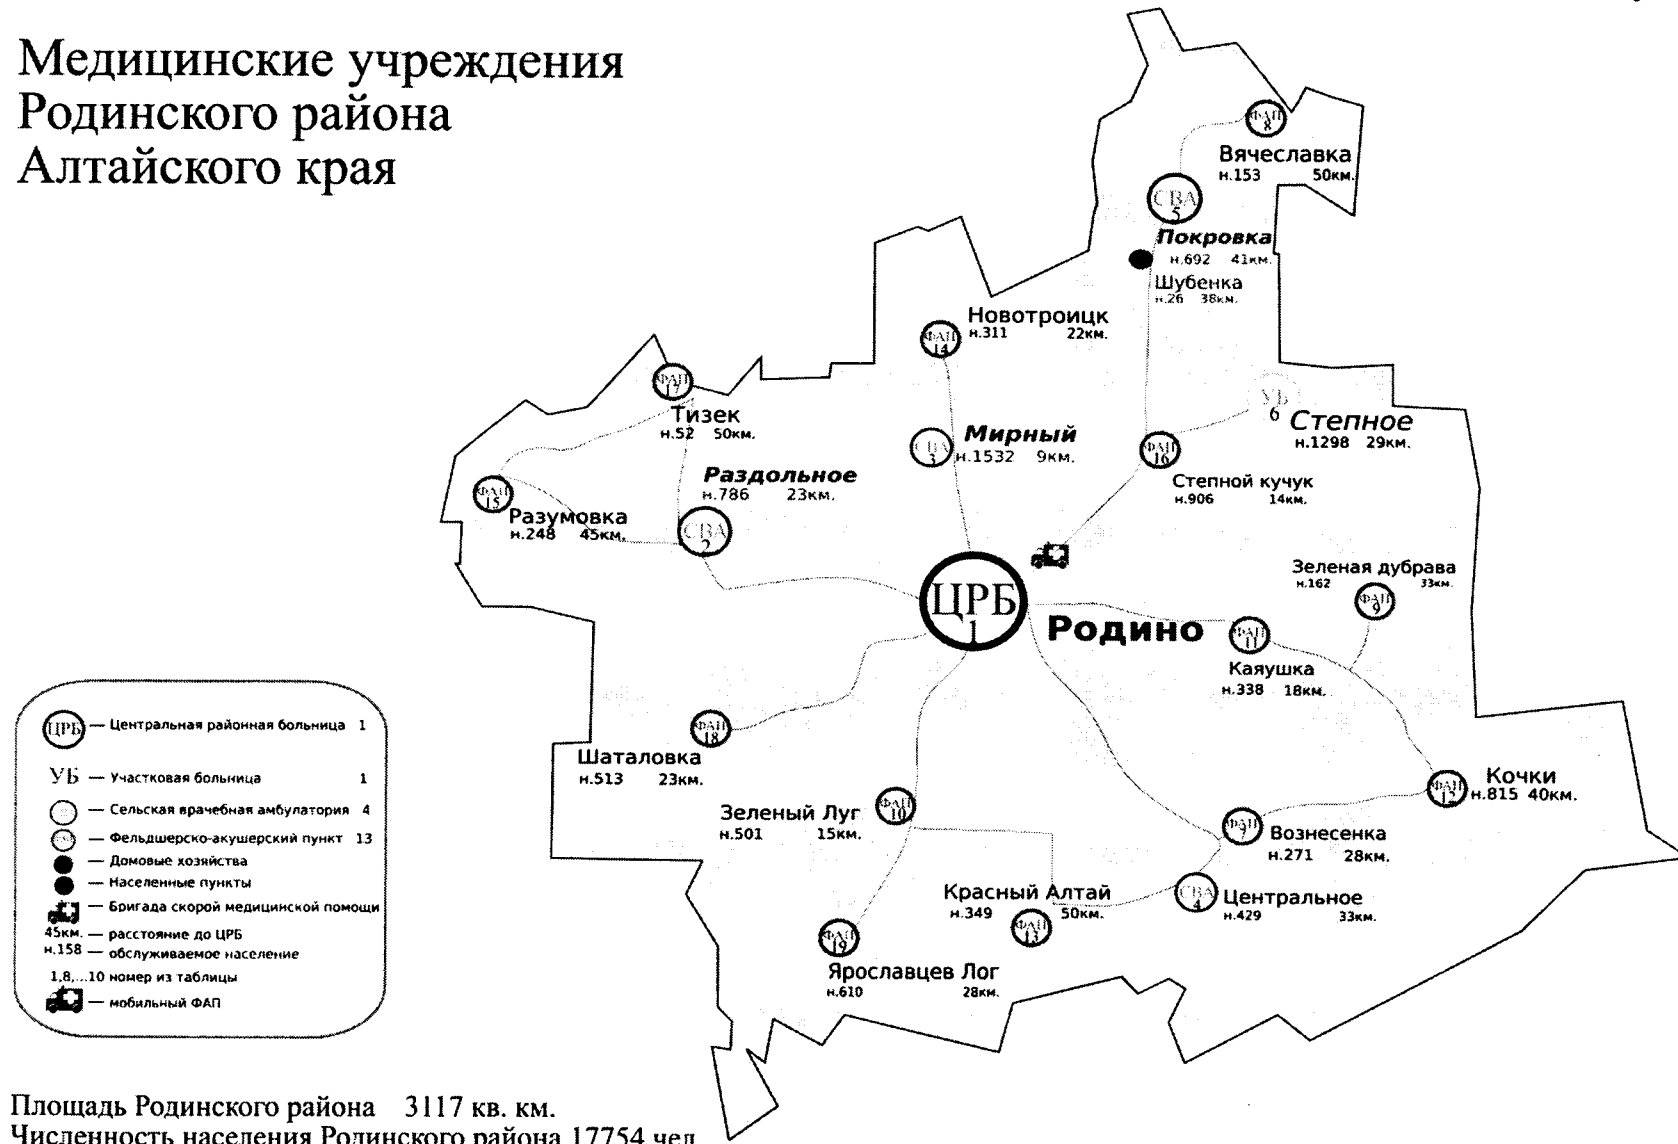 Медицинские учреждения
Родинского района
Алтайского края
ФАП
8
Вячеславка
н.153 50км.
СВА
5
Покровка
н.692 41км.
Шубенка
н.26 38км.
Новотроицк
н.311 22км.
ФАП
14
ФАП
17
Тизек
н.52 50км.
УБ
6
Степное
н.1298 29км.
Мирный
н.1532 9км.
СВА
3
ФАП
16
Степной кучук
н.906 14км.
Раздольное
н.786 23км.
СВА
2
ФАП
15
Разумовка
н.248 45км.
ЦРБ
1
Родино
Зеленая дубрава
н.162 33км.
ФАП
9
ФАП
11
Каяушка
н.338 18км.
ФАП
18
Шаталовка
н.513 23км.
ФАП
12
Кочки
н.815 40км.
Зеленый Луг
н.501 15км.
ФАП
10
ФАП
7
Вознесенка
н.271 28км.
Красный Алтай
н.349 50км.
ФАП
13
СВА
4
Центральное
н.429 33км.
ФАП
19
Ярославцев Лог
н.610 28км.
ЦРБ — Центральная районная больница 1
УБ — Участковая больница 1
— Сельская врачебная амбулатория 4
— Фельдшерско-акушерский пункт 13
— Домовые хозяйства
— Населенные пункты
— Бригада скорой медицинской помощи
45км. — расстояние до ЦРБ
н.158 — обслуживаемое население
1,8,...10 номер из таблицы
— мобильный ФАП
Площадь Родинского района 3117 кв. км.
Численность населения Родинского района 17754 чел